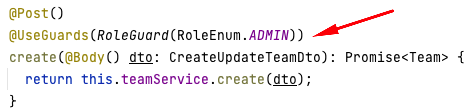 @Post()
@UseGuards(RoleGuard(RoleEnum.ADMIN))
create(@Body() dto: CreateUpdateTeamDto): Promise<Team> {
  return this.teamService.create(dto);
}